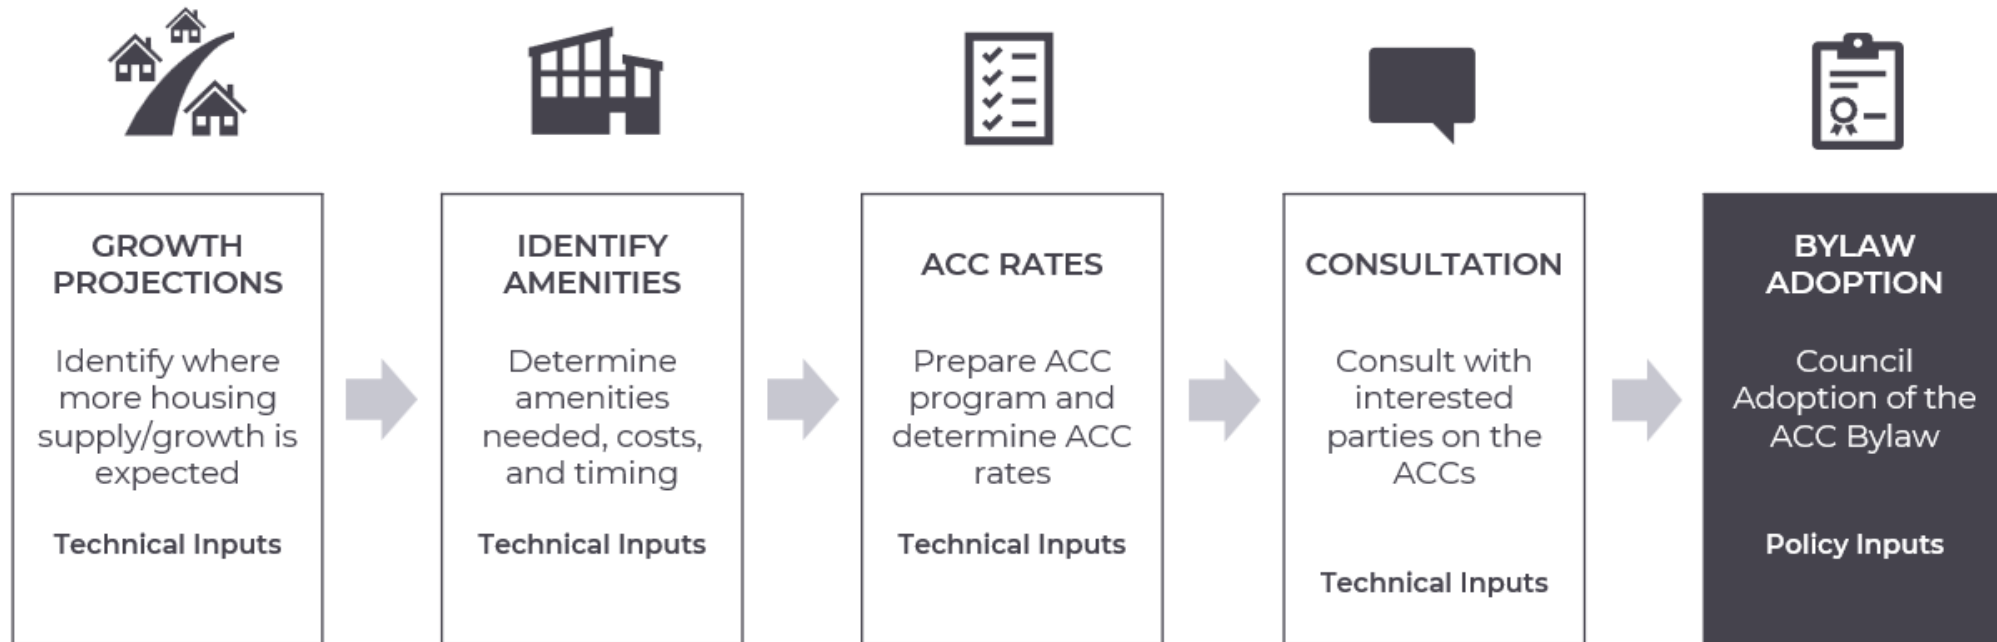 GROWTH
PROJECTIONS
Identify where
more housing
supply/growth is
expected
Technical Inputs
IDENTIFY
AMENITIES
Determine
amenities
needed, costs,
and timing
Technical Inputs
ACC RATES
Prepare ACC
program and
determine ACC
rates
Technical Inputs
CONSULTATION
Consult with
interested
parties on the
ACCs
Technical Inputs
BYLAW
ADOPTION
Council
Adoption of the
ACC Bylaw
Policy Inputs